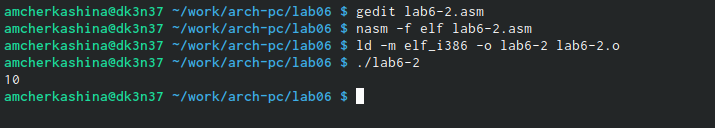 amcherkashina@dk3n37 ~/work/arch-pc/lab06 $ gedit lab6-2.asm
amcherkashina@dk3n37 ~/work/arch-pc/lab06 $ nasm -f elf lab6-2.asm
amcherkashina@dk3n37 ~/work/arch-pc/lab06 $ ld -m elf_i386 -o lab6-2 lab6-2.o
amcherkashina@dk3n37 ~/work/arch-pc/lab06 $ ./lab6-2
10
amcherkashina@dk3n37 ~/work/arch-pc/lab06 $